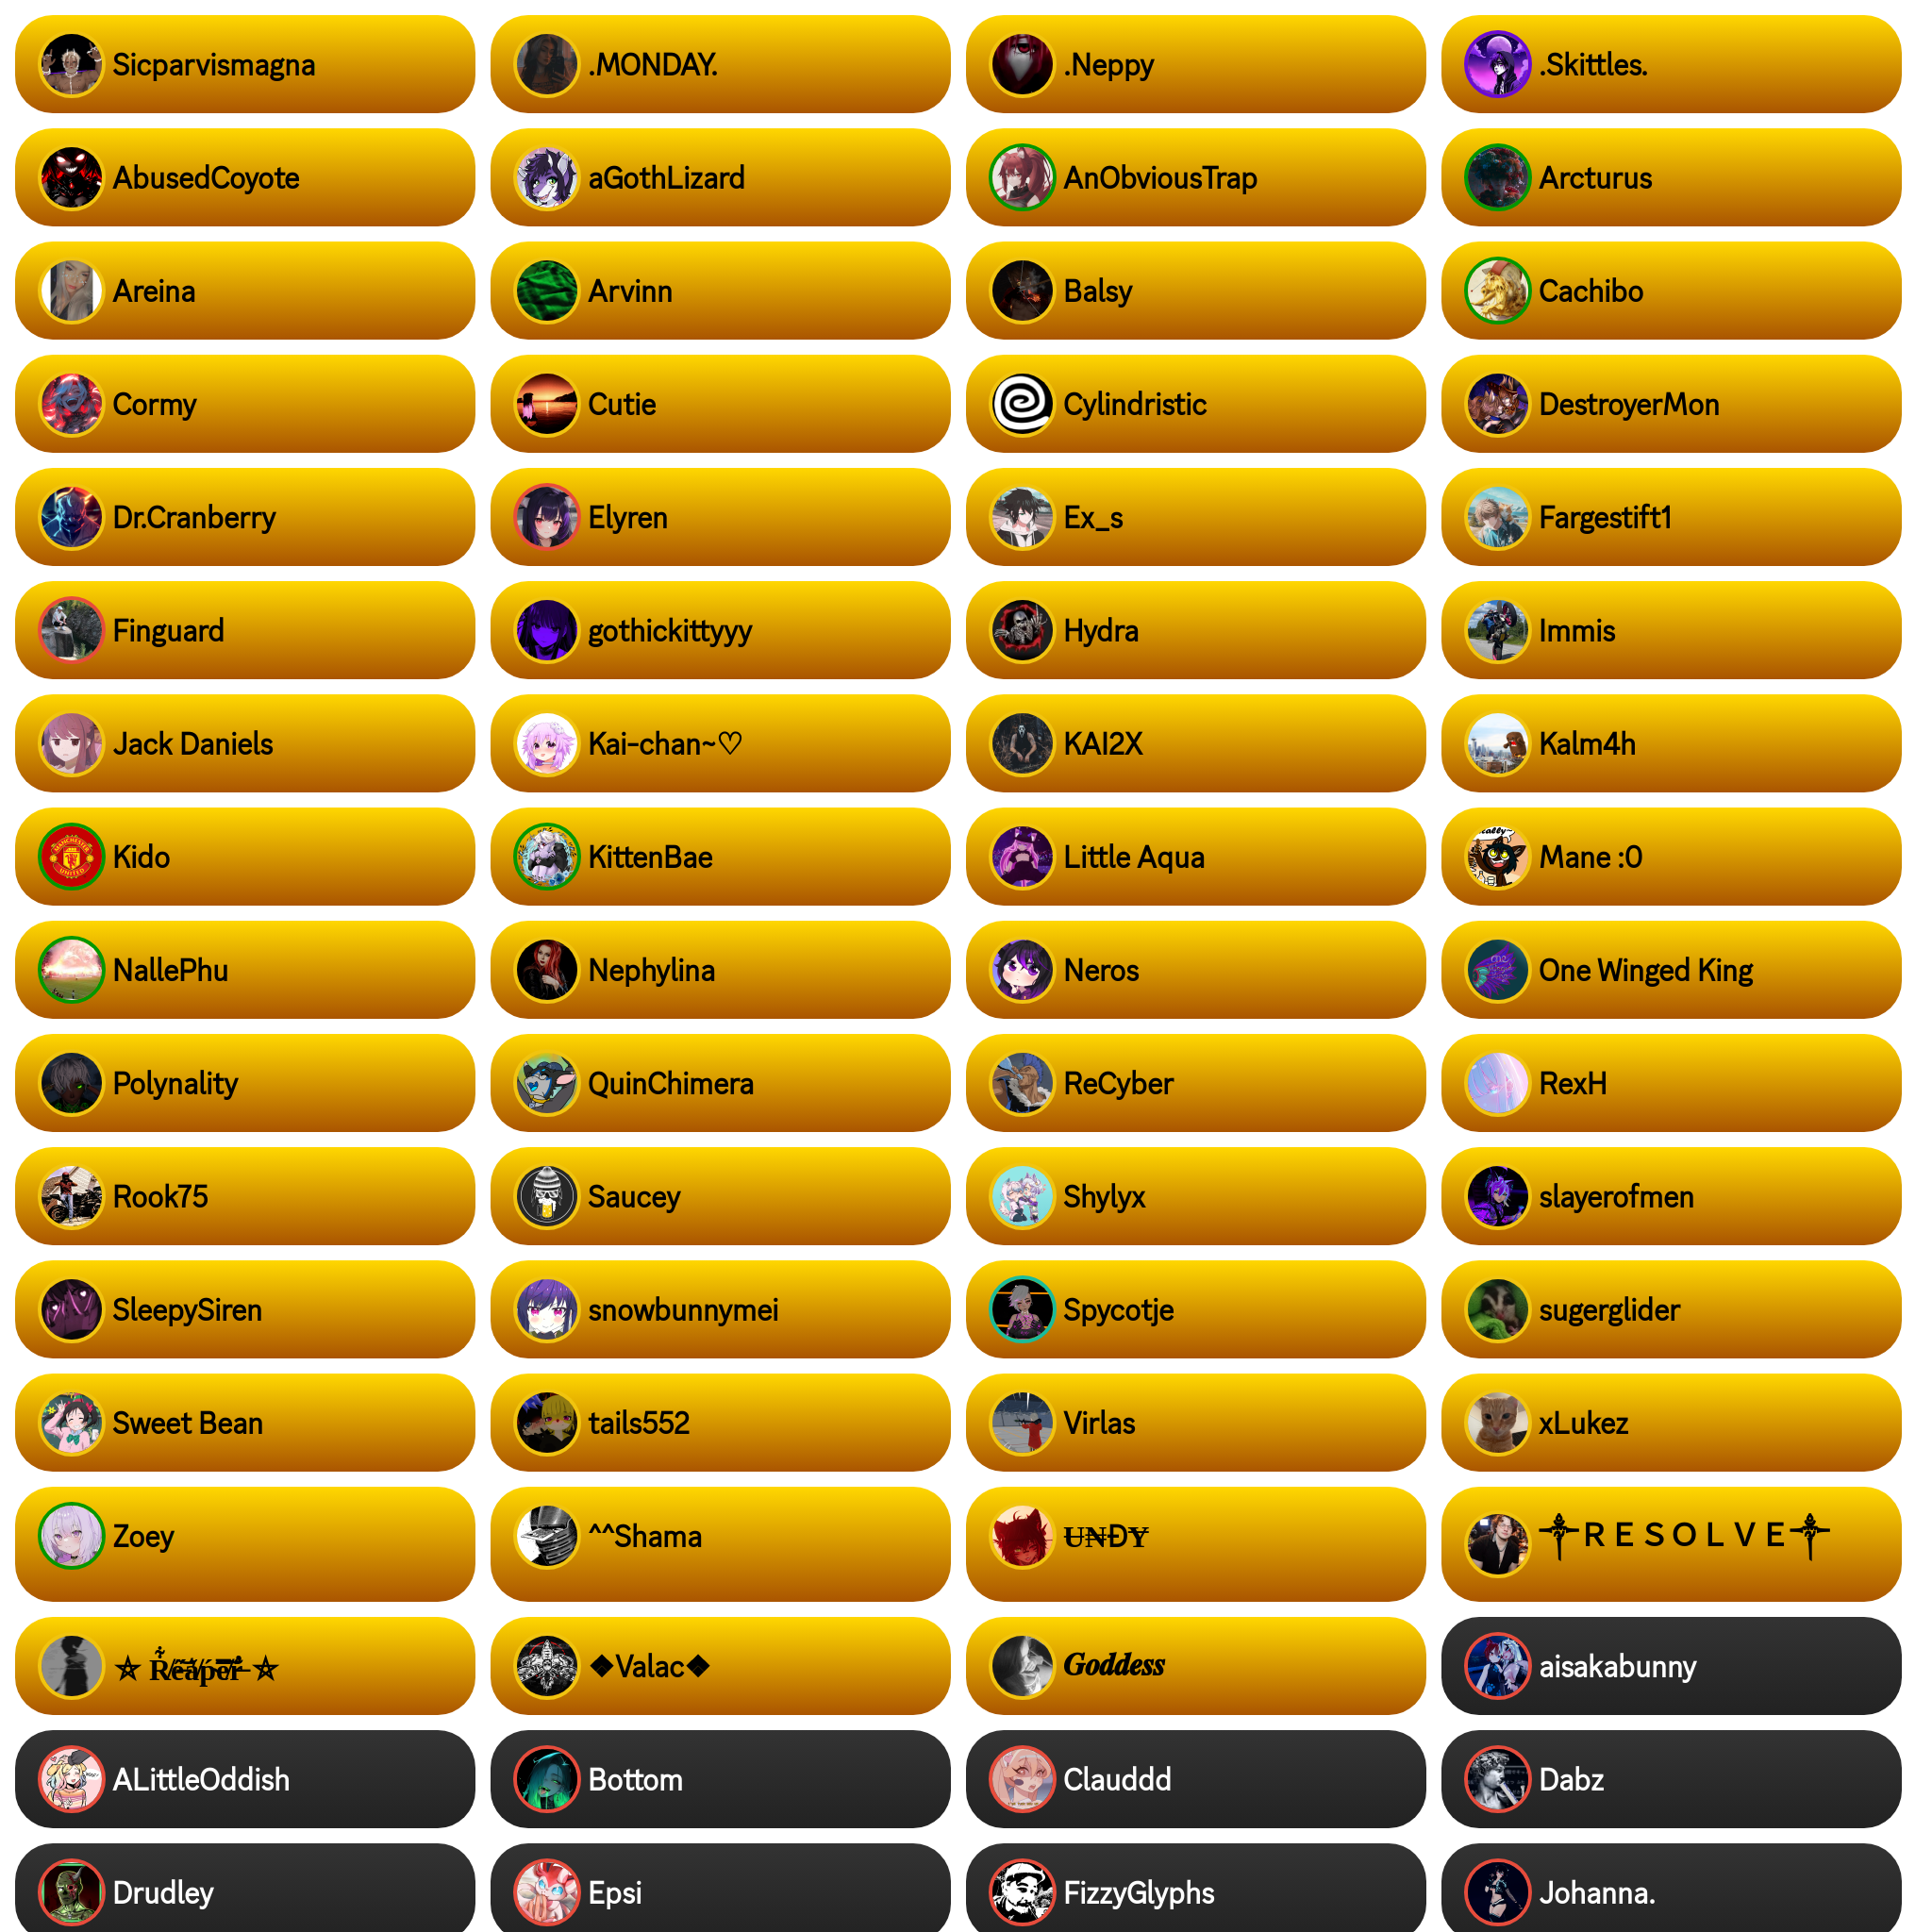 Sicparvismagna
.MONDAY.
.Neppy
.Skittles.
AbusedCoyote
aGothLizard
AnObviousTrap
Arcturus
Areina
Arvinn
Balsy
Cachibo
Cormy
Cutie
Cylindristic
DestroyerMon
Dr.Cranberry
Elyren
Ex_s
Fargestift1
Finguard
gothickittyyy
Hydra
Immis
Jack Daniels
Kai-chan~♡
KAI2X
Kalm4h
Kido
MANCHESTER
UNITED
KittenBae
Little Aqua
Mane :0
NallePhu
Nephylina
Neros
One Winged King
Polynality
QuinChimera
ReCyber
RexH
Rook75
Saucey
Shylyx
slayerofmen
SleepySiren
snowbunnymei
Spycotje
sugerglider
Sweet Bean
tails552
Virlas
xLukez
Zoey
^^Shama
U̶N̶ĐY̶
⸸ＲＥＳＯＬＶＥ⸸
⛧ Reaper ⛧
❖Valac❖
𝑮𝒐𝒅𝒅𝒆𝒔𝒔
aisakabunny
ALittleOddish
Bottom
Clauddd
Dabz
Drudley
Epsi
FizzyGlyphs
Johanna.